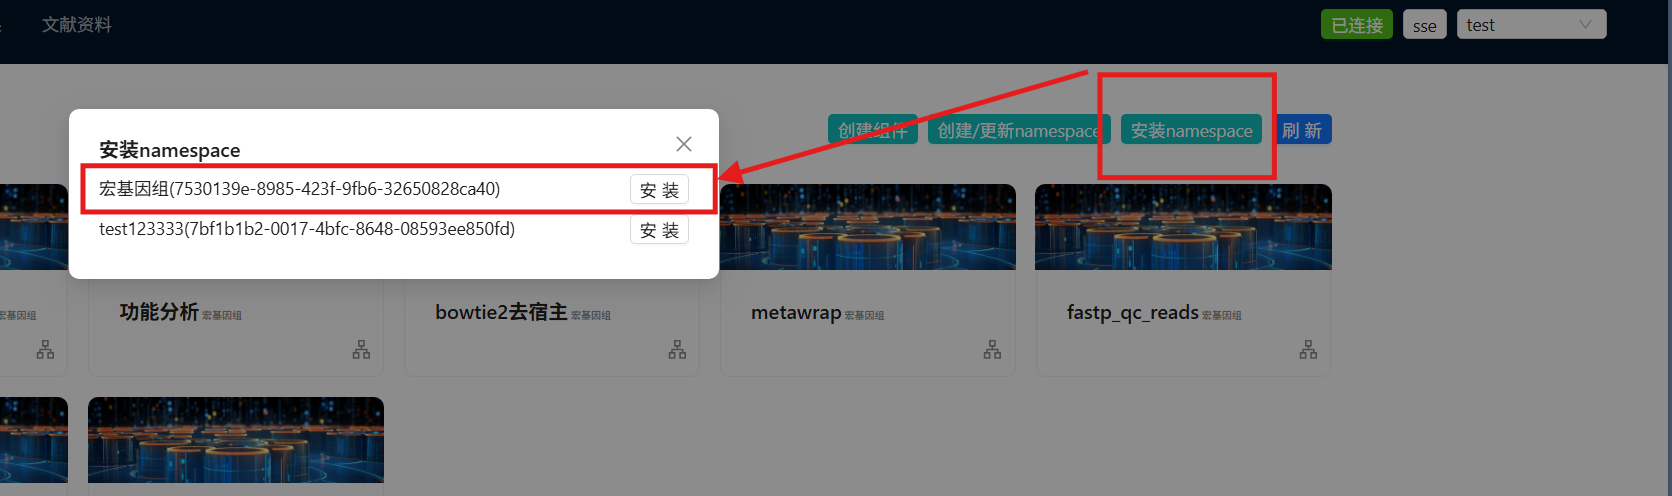 文献资料
已连接
sse
test
创建组件
创建/更新namespace
安装namespace
刷 新
安装namespace
宏基因组(7530139e-8985-423f-9fb6-32650828ca40)
安 装
test123333(7bf1b1b2-0017-4bfc-8648-08593ee850fd)
安 装
宏基因组
功能分析 宏基因组
bowtie2去宿主 宏基因组
metawrap 宏基因组
fastp_qc_reads 宏基因组